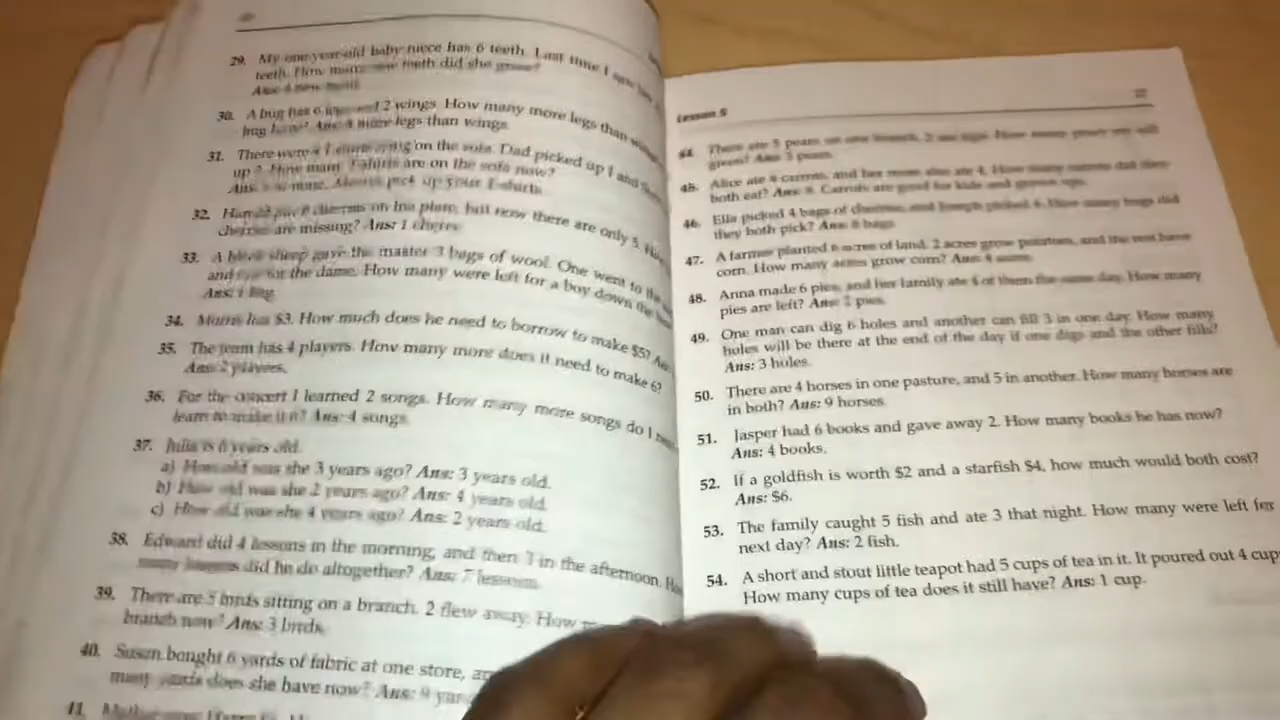 29. My one-year-old baby niece has 6 teeth. Last time I saw her
teeth. How many new teeth did she grow?
Ans: 4 new teeth.
30. A bug has 6 legs and 2 wings. How many more legs than
bug have? Ans: 4 more legs than wings.
31. There were 4 T-shirts on the sofa. Dad picked up 1 and
up ? How many T-shirts are on the sofa now?
Always pick up your T-shirts.
32. Harold put 6 cherries on his plate, but now there are only 5.
cherries are missing? Ans: 1 cherry.
33. A black sheep gave the master 3 bags of wool. One went to the
and one for the dame. How many were left for a boy down the
Ans: 1 bag.
34. Morris has $3. How much does he need to borrow to make $5?
35. The team has 4 players. How many more does it need to make 6?
Ans: 2 players.
36. For the concert I learned 2 songs. How many more songs do I
learn to make it 6? Ans: 4 songs.
37. Julia is 6 years old.
a) How old was she 3 years ago? Ans: 3 years old.
b) How old was she 2 years ago? Ans: 4 years old.
c) How old was she 4 years ago? Ans: 2 years old.
38. Edward did 4 lessons in the morning, and then 3 in the afternoon.
many lessons did he do altogether? Ans: 7 lessons.
39. There are 5 birds sitting on a branch. 2 flew away. How
branch now? Ans: 3 birds.
40. Susan bought 6 yards of fabric at one store,
many yards does she have now? Ans: 9
41.
Lesson 5
44. There are 5 pears on one branch, 2 are ripe. How many pears are still
green? Ans: 3 pears.
45. Alice ate 4 carrots, and her mom also ate 4. How many carrots did they
both eat? Ans: 8. Carrots are good for kids and grown ups.
46. Ella picked 4 bags of cherries, and Joseph picked How many bags did
they both pick? Ans: 8 bags.
47. A farmer planted 6 acres of land. 2 acres grow potatoes, and the rest have
corn. How many acres grow corn? Ans: 4 acres.
48. Anna made 6 pies, and her family ate of them the same day. How many
pies are left? Ans: 2 pies.
49. One man can dig 6 holes and another can fill 3 in one day. How many
holes will be there at the end of the day if one digs and the other fills?
Ans: 3 holes.
50. There are 4 horses in one pasture, and 5 in another. How many horses are
in both? Ans: 9 horses.
51. Jasper had 6 books and gave away 2. How many books he has now?
Ans: 4 books.
52. If a goldfish is worth $2 and a starfish $4, how much would both cost?
Ans: $6.
53. The family caught 5 fish and ate 3 that night. How many were left for
next day? Ans: 2 fish.
54. A short and stout little teapot had 5 cups of tea in it. It poured out 4 cup
How many cups of tea does it still have? Ans: 1 cup.